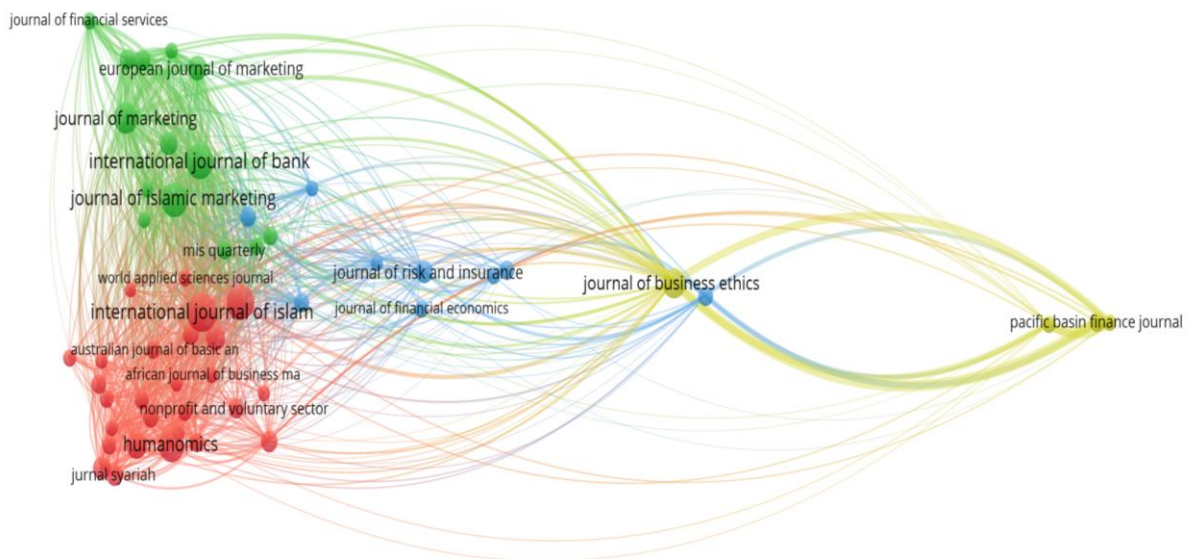 journal of financial services
european journal of marketing
journal of marketing
international journal of bank
journal of islamic marketing
mis quarterly
world applied sciences journal
journal of risk and insurance
international journal of islam
journal of financial economics
journal of business ethics
pacific basin finance journal
australian journal of basic an
african journal of business ma
nonprofit and voluntary sector
humanomics
jurnal syariah